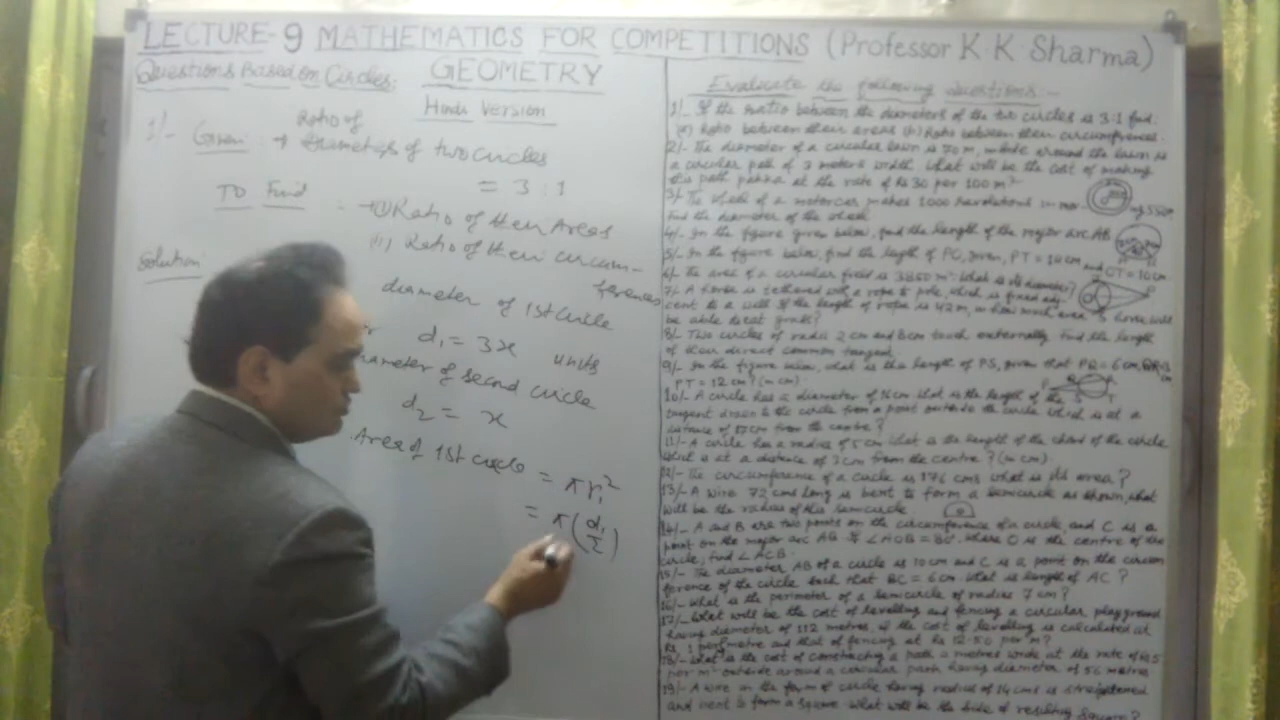 LECTURE-9 MATHEMATICS FOR COMPETITIONS (Professor K.K Sharma)
Questions Based on Circles:
GEOMETRY
Hindi Version
1/- Given → Ratio of
diameters of two circles
= 3 : 1
TO Find → (i) Ratio of their Areas
(ii) Ratio of their circum-
ferences
Solution:
diameter of 1st circle
d₁ = 3x units
diameter of second circle
d₂ = x
Area of 1st circle = πr₁²
= π(d₁/2)
Evaluate the following questions:-
1/- If the ratio between the diameters of the two circles is 3:1 find:
(a) Ratio between their areas (b) Ratio between their circumferences.
2/- The diameter of a circular lawn is 70 m, around the lawn is
a circular path of 7 meters width. What will be the cost of making
this path pakka at the rate of Rs 30 per 100 m²
3/- The wheel of a motorcar makes 1000 revolutions in
Find the diameter of the wheel
4/- In the figure given below, find the length of the major arc AB
5/- In the figure below, find the length of PO, given, PT = cm and OT = 10 cm
6/- The area of a circular field is 3850 m². What is its diameter?
7/- A horse is tethered with a rope to pole, which is fixed adja-
cent to a wall if the length of rope is 42 m, in how much area horse will
be able to eat grass?
8/- Two circles of radii 2 cm and 8 cm touch externally. Find the length
of their direct common tangent.
9/- In the figure below, what is the length of PS, given that PQ = 6 cm,
PT = 12 cm? (in cm)
10/- A circle has a diameter of 16 cm what is the length of the
tangent drawn to the circle from a point outside the circle which is at a
distance of 17 cm from the centre?
11/- A circle has a radius of 5 cm what is the length of the chord of the circle
which is at a distance of 3 cm from the centre? (in cm).
12/- The circumference of a circle is 176 cms what is its area?
13/- A wire 72 cms long is bent to form a semicircle as shown, what
will be the radius of this semicircle
14/- A and B are two points on the circumference of a circle, and C is a
point on the major arc AB. If ∠AOB = 80°, where O is the centre of the
circle; find ∠ACB.
15/- The diameter AB of a circle is 10 cm and C is a point on the circum
ference of the circle such that BC = 6 cm. What is length of AC?
16/- What is the perimeter of a semicircle of radius 7 cm?
17/- What will be the cost of levelling and fencing a circular playground
having diameter of 112 metres, if the cost of levelling is calculated at
Rs 1 per metre and that of fencing at Rs 12.50 per m?
18/- What is the cost of constructing a path metres wide at the rate of Rs 5
per m² outside around a circular park having diameter of 56 metres
19/- A wire in the form of circle having radius of 14 cms is straightened
and bent to form a square. What will be the side of resulting square?